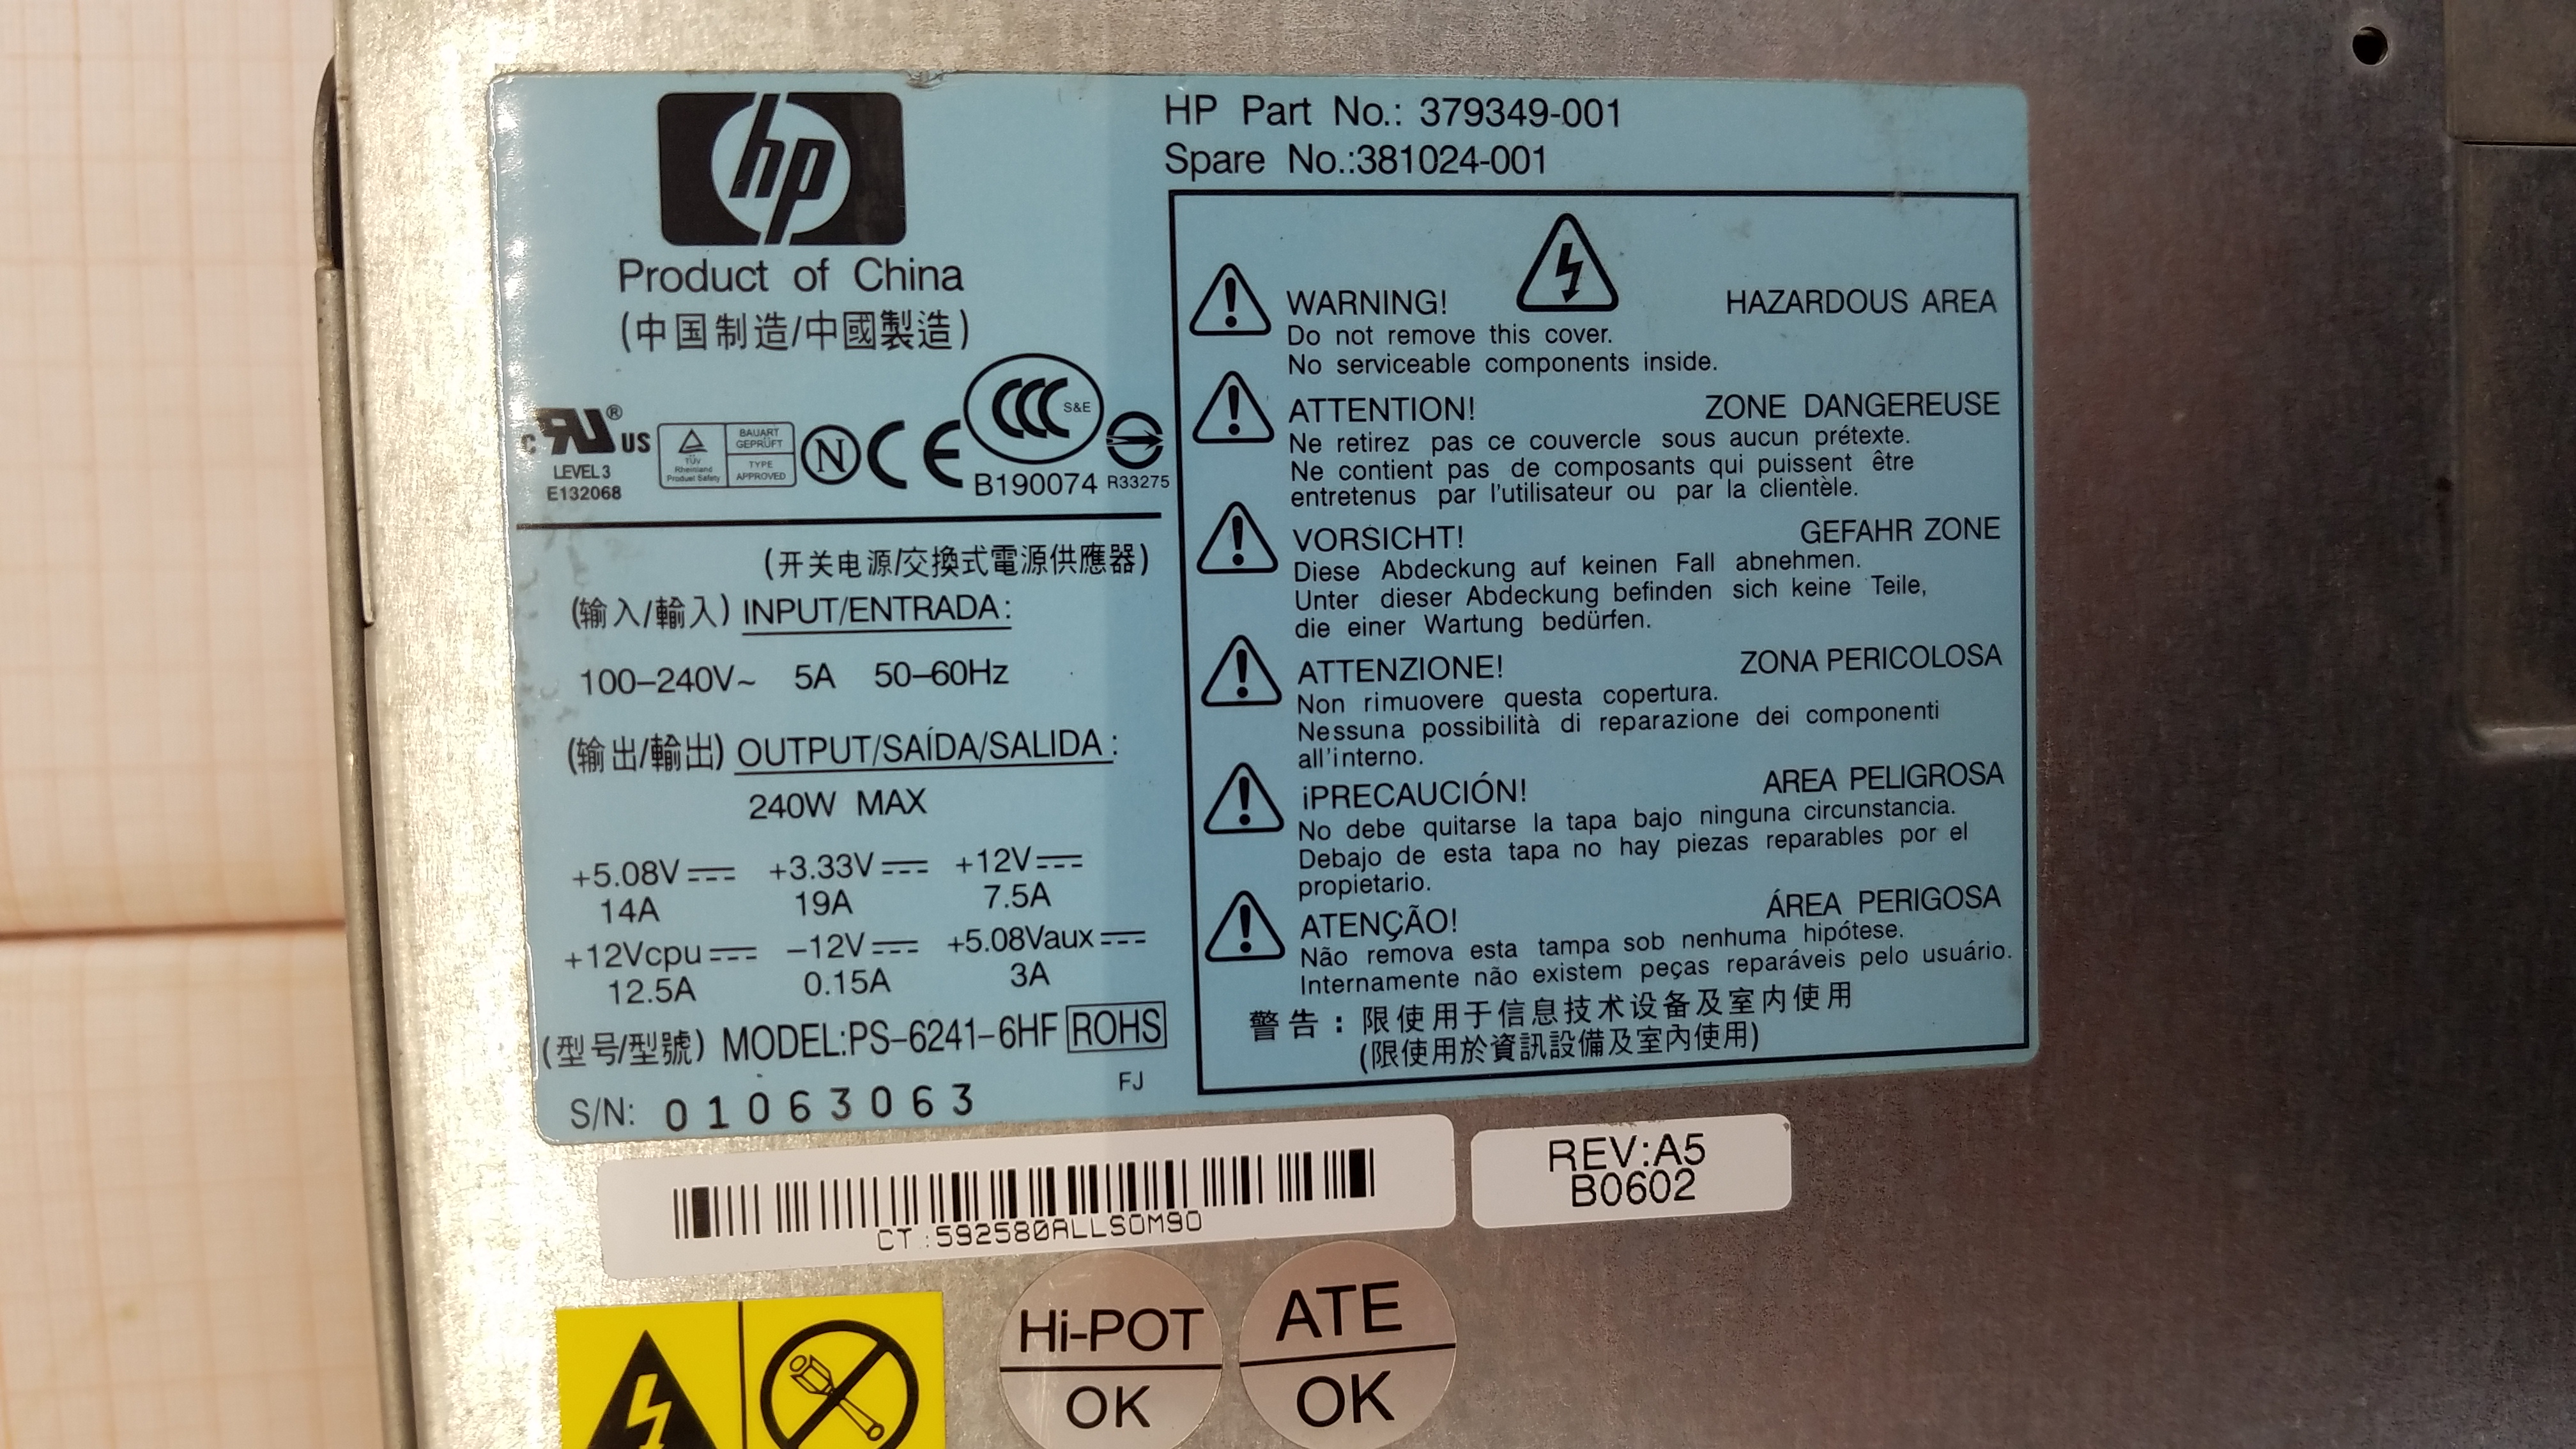 hp
Product of China
(中国制造/中國製造)
HP Part No.: 379349-001
Spare No.:381024-001
c RU US ®
LEVEL 3
E132068
TÜV
Rheinland
Product Safety
BAUART
GEPRÜFT
TYPE
APPROVED
N
CE
CCC S&E
B190074
R33275
(开关电源/交換式電源供應器)
(输入/輸入) INPUT/ENTRADA:
100–240V~ 5A 50–60Hz
(输出/輸出) OUTPUT/SAÍDA/SALIDA:
240W MAX
+5.08V +3.33V +12V
14A 19A 7.5A
+12Vcpu –12V +5.08Vaux
12.5A 0.15A 3A
(型号/型號) MODEL:PS–6241–6HF ROHS
FJ
S/N: 01063063
WARNING! HAZARDOUS AREA
Do not remove this cover.
No serviceable components inside.
ATTENTION! ZONE DANGEREUSE
Ne retirez pas ce couvercle sous aucun prétexte.
Ne contient pas de composants qui puissent être
entretenus par l'utilisateur ou par la clientèle.
VORSICHT! GEFAHR ZONE
Diese Abdeckung auf keinen Fall abnehmen.
Unter dieser Abdeckung befinden sich keine Teile,
die einer Wartung bedürfen.
ATTENZIONE! ZONA PERICOLOSA
Non rimuovere questa copertura.
Nessuna possibilità di reparazione dei componenti
all'interno.
¡PRECAUCIÓN! AREA PELIGROSA
No debe quitarse la tapa bajo ninguna circunstancia.
Debajo de esta tapa no hay piezas reparables por el
propietario.
ATENÇÃO! ÁREA PERIGOSA
Não remova esta tampa sob nenhuma hipótese.
Internamente não existem peças reparáveis pelo usuário.
警告：限使用于信息技术设备及室内使用
(限使用於資訊設備及室內使用)
CT:592580ALLSOM90
REV:A5
B0602
Hi-POT
OK
ATE
OK